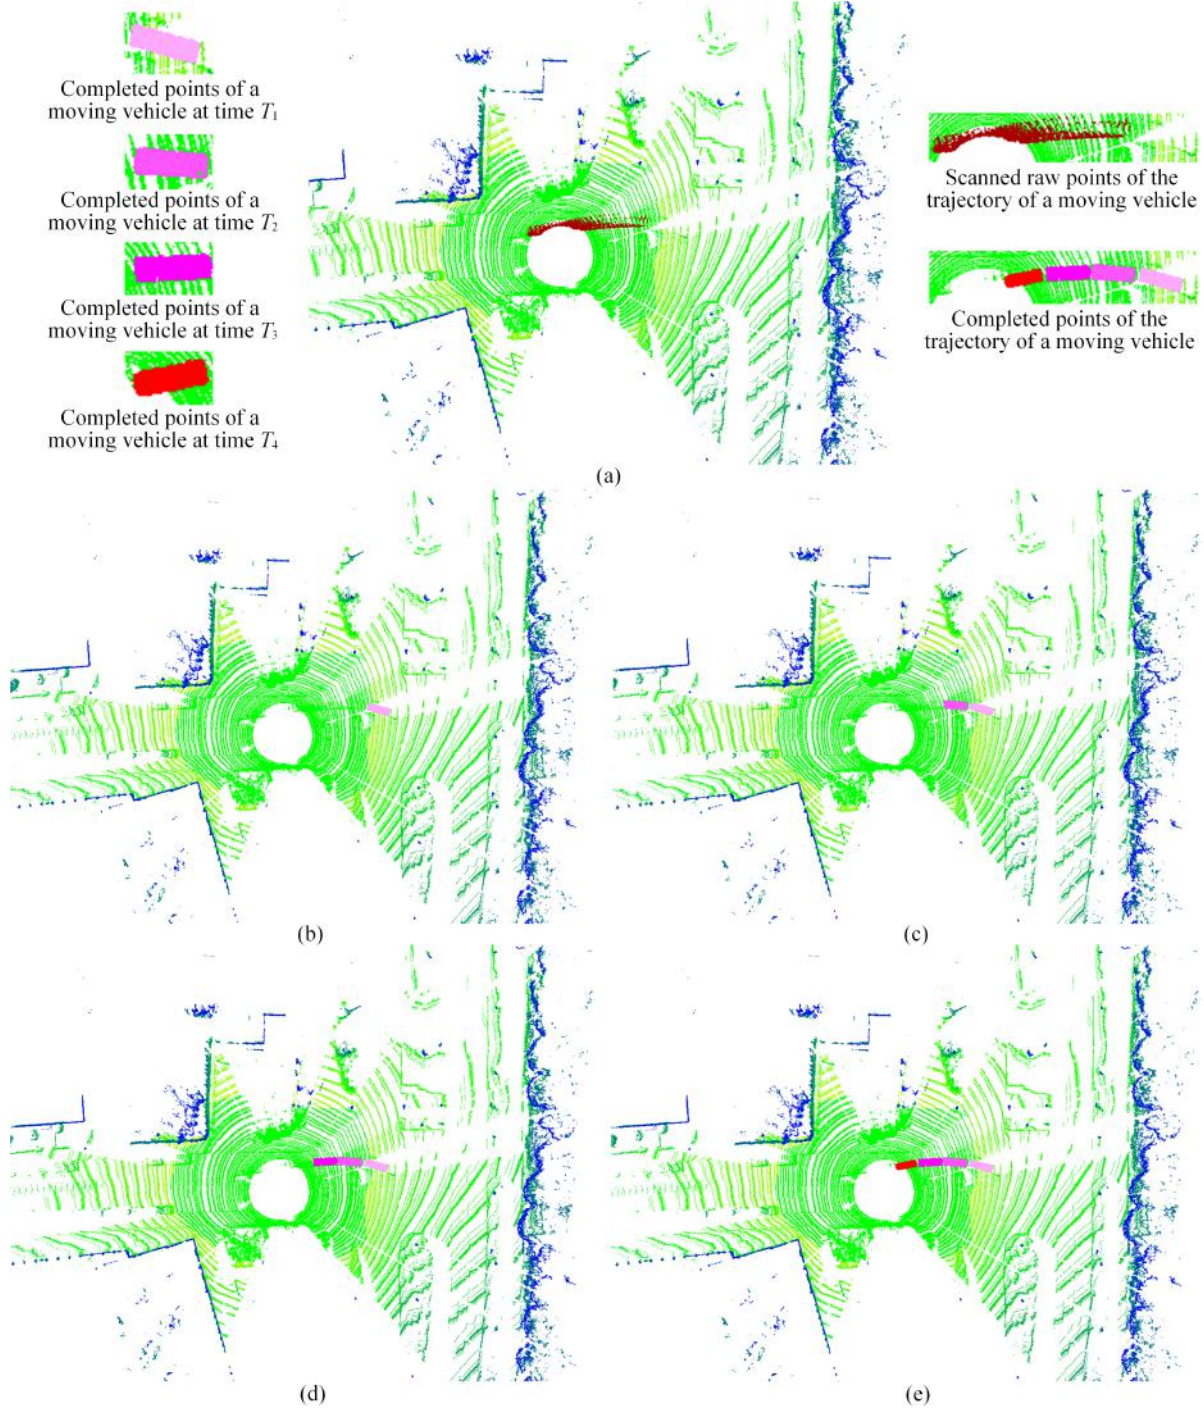 Completed points of a
moving vehicle at time T1
Completed points of a
moving vehicle at time T2
Completed points of a
moving vehicle at time T3
Completed points of a
moving vehicle at time T4
Scanned raw points of the
trajectory of a moving vehicle
Completed points of the
trajectory of a moving vehicle
(a)
(b)
(c)
(d)
(e)